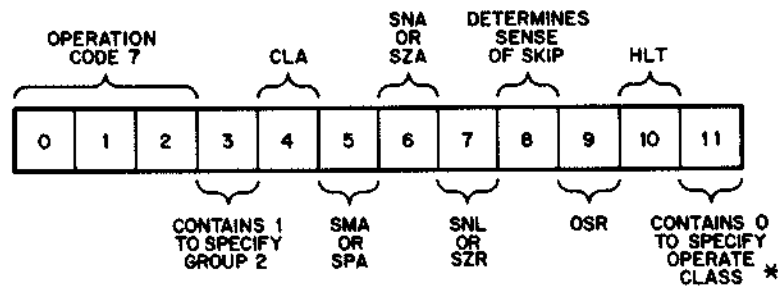 OPERATION
CODE 7
CLA
SNA
OR
SZA
DETERMINES
SENSE
OF SKIP
HLT
0 1 2 3 4 5 6 7 8 9 10 11
CONTAINS 1
TO SPECIFY
GROUP 2
SMA
OR
SPA
SNL
OR
SZR
OSR
CONTAINS 0
TO SPECIFY
OPERATE
CLASS *